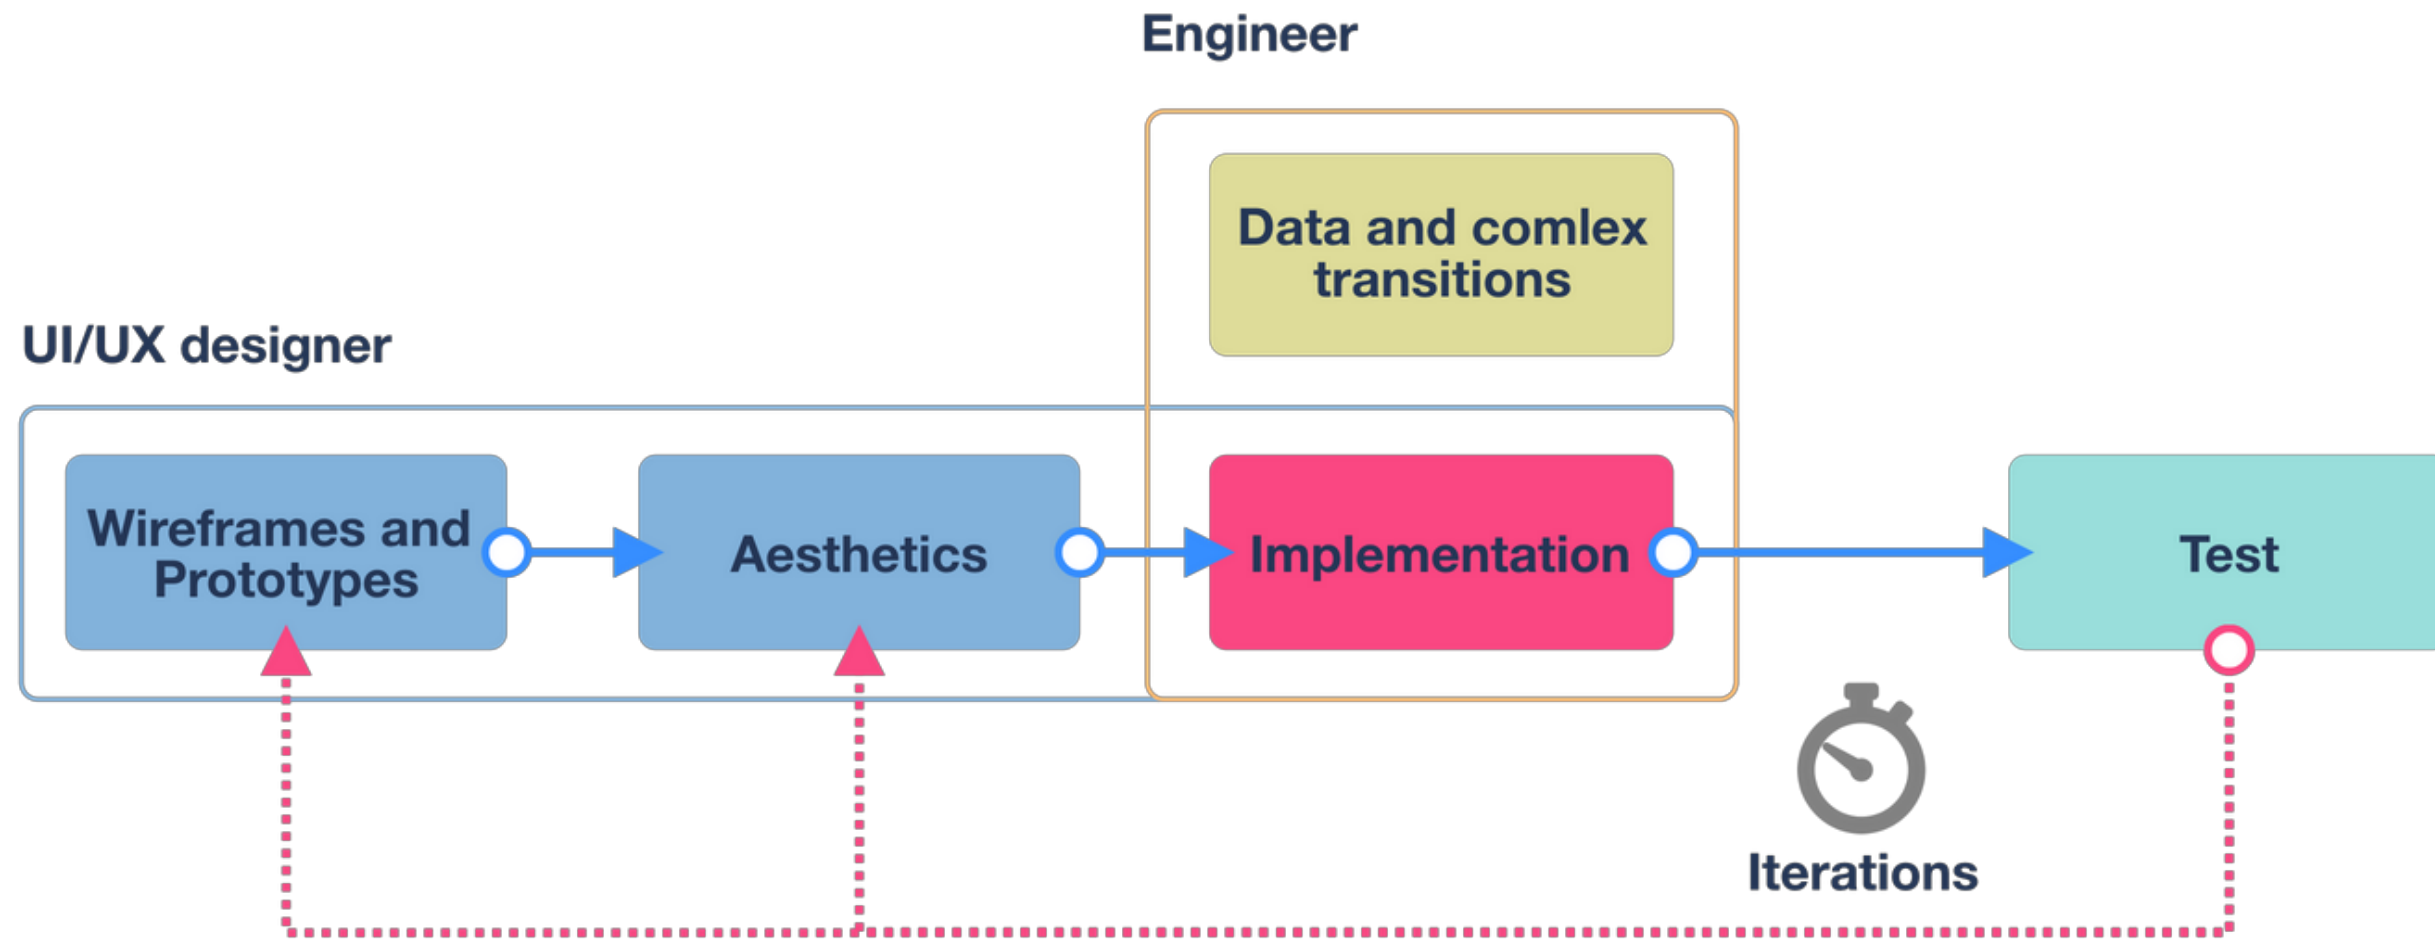 Engineer
Data and comlex
transitions
UI/UX designer
Wireframes and
Prototypes
Aesthetics
Implementation
Test
Iterations